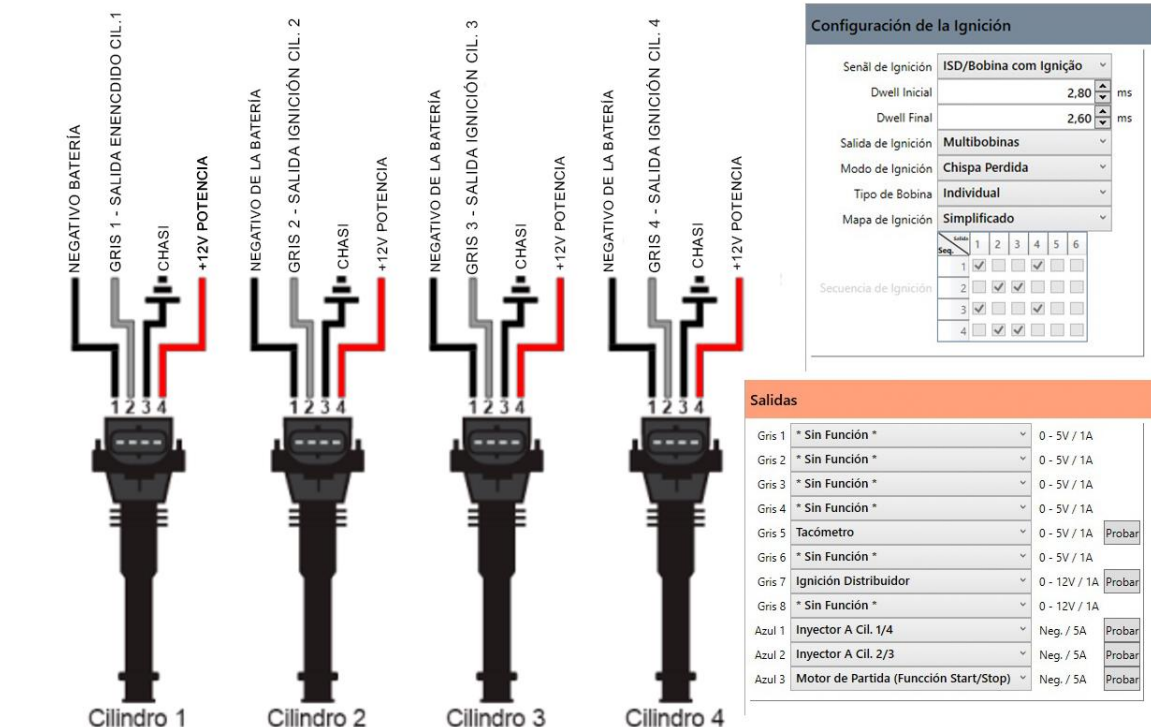 NEGATIVO BATERÍA
GRIS 1 - SALIDA ENENCDIDO CIL.1
CHASI
+12V POTENCIA
1 2 3 4
Cilindro 1
NEGATIVO DE LA BATERÍA
GRIS 2 - SALIDA IGNICIÓN CIL. 2
CHASI
+12V POTENCIA
1 2 3 4
Cilindro 2
NEGATIVO DE LA BATERÍA
GRIS 3 - SALIDA IGNICIÓN CIL. 3
CHASI
+12V POTENCIA
1 2 3 4
Cilindro 3
NEGATIVO DE LA BATERÍA
GRIS 4 - SALIDA IGNICIÓN CIL. 4
CHASI
+12V POTENCIA
1 2 3 4
Cilindro 4
Configuración de la Ignición
Senãl de Ignición ISD/Bobina com Ignição
Dwell Inicial 2,80 ms
Dwell Final 2,60 ms
Salida de Ignición Multibobinas
Modo de Ignición Chispa Perdida
Tipo de Bobina Individual
Mapa de Ignición Simplificado
Salida
Seq. 1 2 3 4 5 6
1
Secuencia de Ignición 2
3
4
Salidas
Gris 1 * Sin Función * 0 - 5V / 1A
Gris 2 * Sin Función * 0 - 5V / 1A
Gris 3 * Sin Función * 0 - 5V / 1A
Gris 4 * Sin Función * 0 - 5V / 1A
Gris 5 Tacómetro 0 - 5V / 1A Probar
Gris 6 * Sin Función * 0 - 5V / 1A
Gris 7 Ignición Distribuidor 0 - 12V / 1A Probar
Gris 8 * Sin Función * 0 - 12V / 1A
Azul 1 Inyector A Cil. 1/4 Neg. / 5A Probar
Azul 2 Inyector A Cil. 2/3 Neg. / 5A Probar
Azul 3 Motor de Partida (Funcción Start/Stop) Neg. / 5A Probar